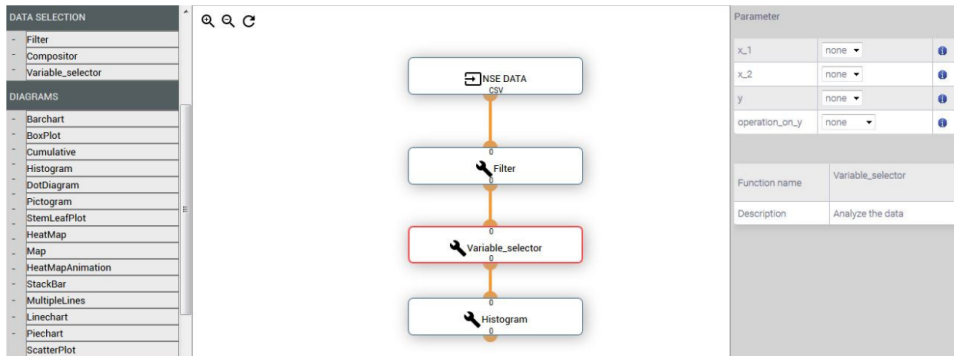 DATA SELECTION
- Filter
- Compositor
- Variable_selector
DIAGRAMS
- Barchart
- BoxPlot
- Cumulative
- Histogram
- DotDiagram
- Pictogram
- StemLeafPlot
- HeatMap
- Map
- HeatMapAnimation
- StackBar
- MultipleLines
- Linechart
- Piechart
ScatterPlot
NSE DATA
CSV
0
Filter
0
0
Variable_selector
0
0
Histogram
0
Parameter
x_1 none
x_2 none
y none
operation_on_y none
Function name Variable_selector
Description Analyze the data